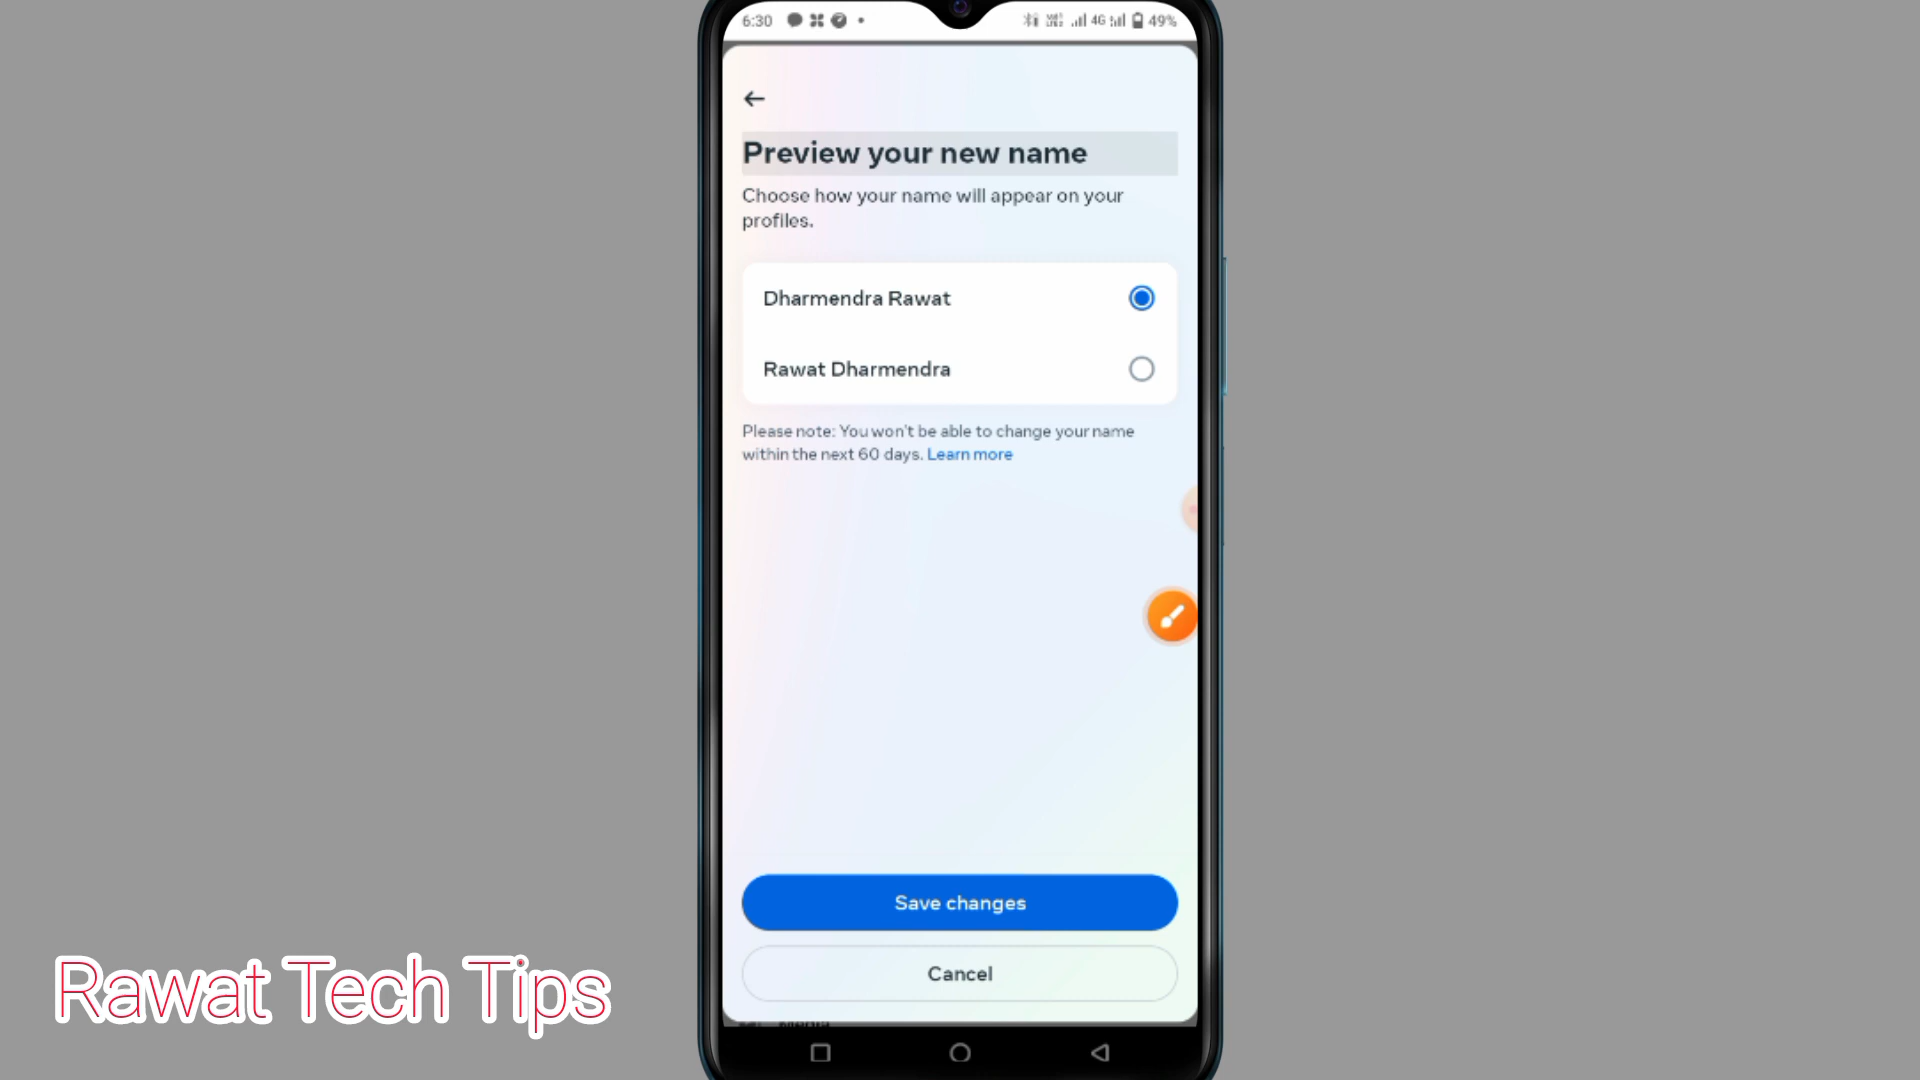 6:30
4G 49%
Preview your new name
Choose how your name will appear on your
profiles.
Dharmendra Rawat
Rawat Dharmendra
Please note: You won't be able to change your name
within the next 60 days. Learn more
Save changes
Cancel
Rawat Tech Tips